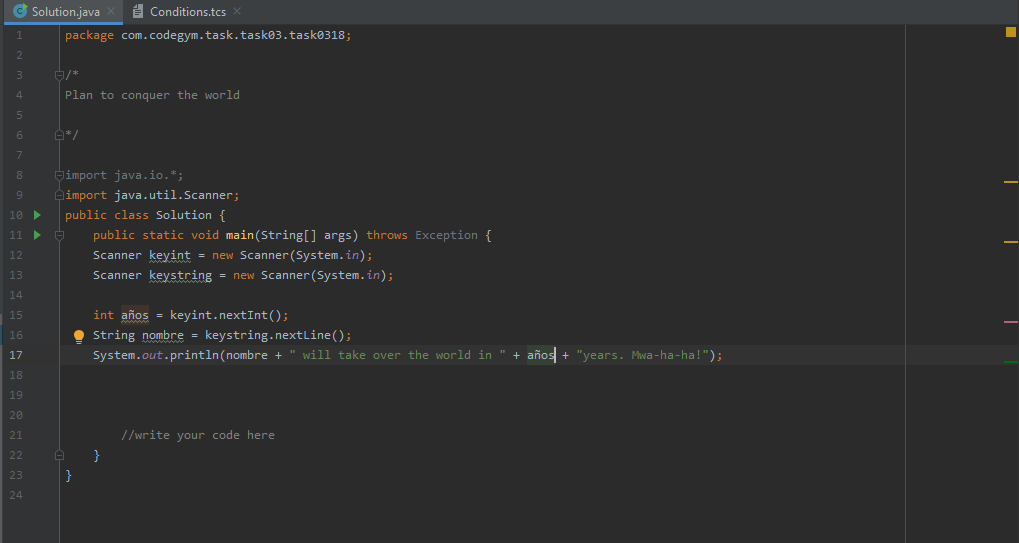 Solution.java Conditions.tcs
1 package com.codegym.task.task03.task0318;
2
3 /*
4 Plan to conquer the world
5
6 */
7
8 import java.io.*;
9 import java.util.Scanner;
10 public class Solution {
11 public static void main(String[] args) throws Exception {
12 Scanner keyint = new Scanner(System.in);
13 Scanner keystring = new Scanner(System.in);
14
15 int años = keyint.nextInt();
16 String nombre = keystring.nextLine();
17 System.out.println(nombre + " will take over the world in " + años + "years. Mwa-ha-ha!");
18
19
20
21 //write your code here
22 }
23 }
24